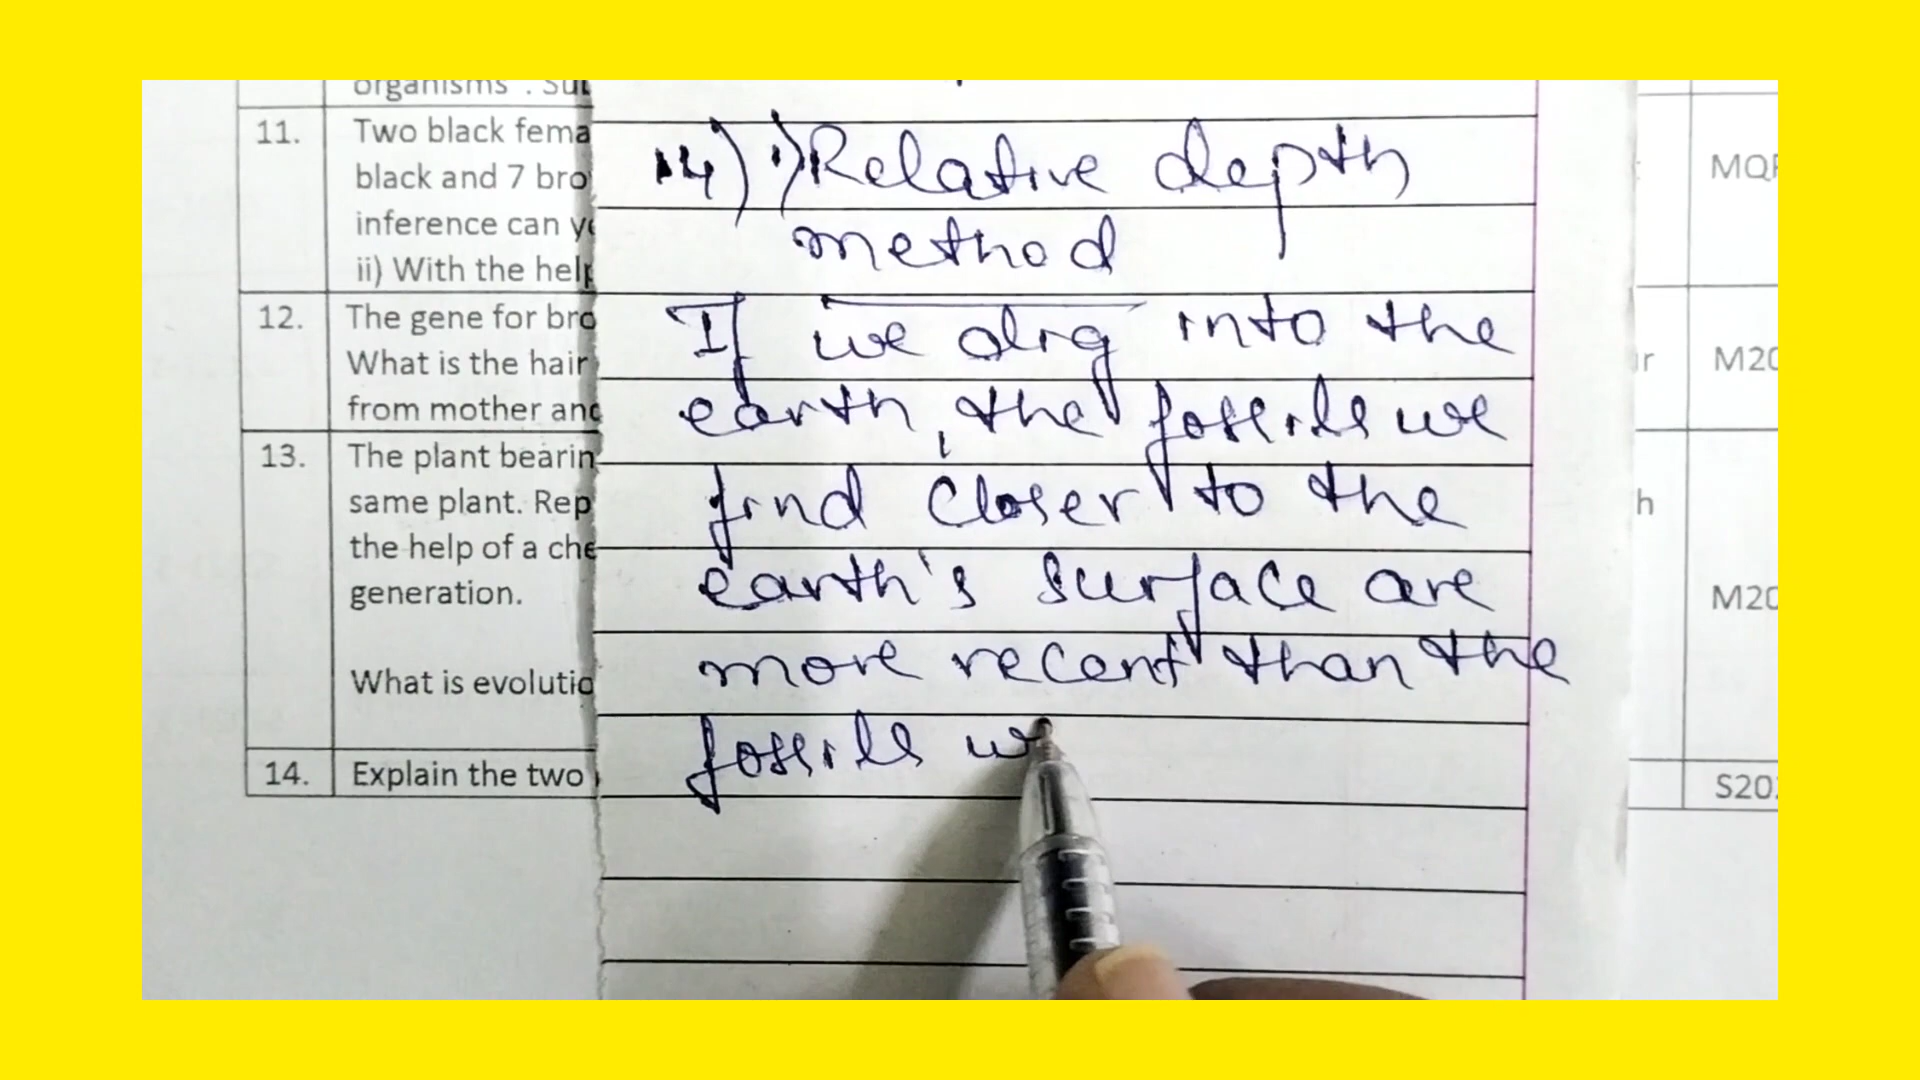 organisms . Su
11.
Two black fema
black and 7 bro
inference can y
ii) With the help
12.
The gene for bro
What is the hair
from mother and
13.
The plant bearin
same plant. Rep
the help of a che
generation.
What is evolutio
14.
Explain the two
14) i) Relative depth
method
If we dig into the
earth, the fossils we
find closer to the
earth's surface are
more recent than the
fossils w
MQP
r
M20
h
M20
S20